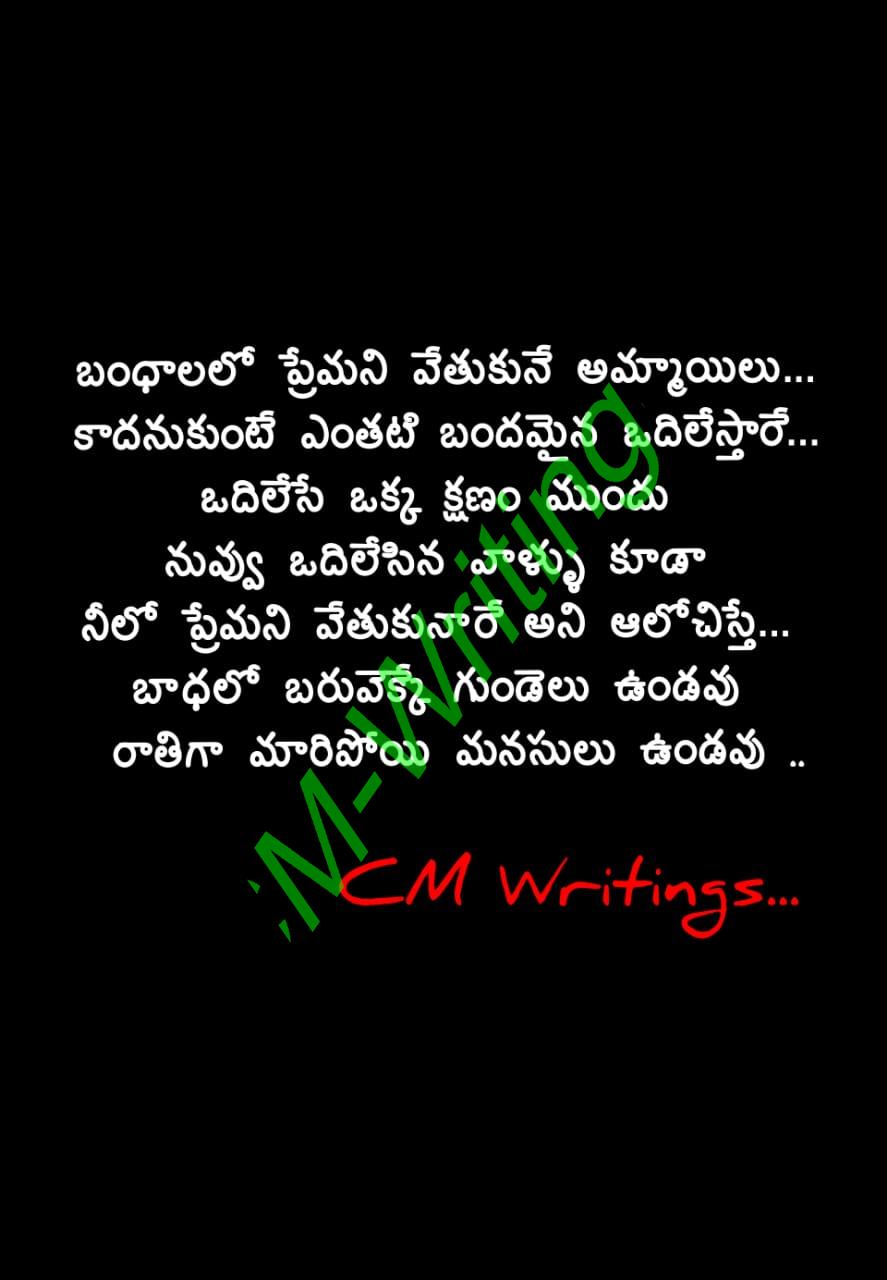 బంధాలలో ప్రేమని వేతుకునే అమ్మాయిలు...
కాదనుకుంటే ఎంతటి బందమైన ఒదిలేస్తారే...
ఒదిలేసే ఒక్క క్షణం ముందు
నువ్వు ఒదిలేసిన వాళ్ళు కూడా
నీలో ప్రేమని వేతుకునారే అని ఆలోచిస్తే...
బాధలో బరువెక్కే గుండెలు ఉండవు
రాతిగా మారిపోయి మనసులు ఉండవు ..
M-Writing
CM Writings...